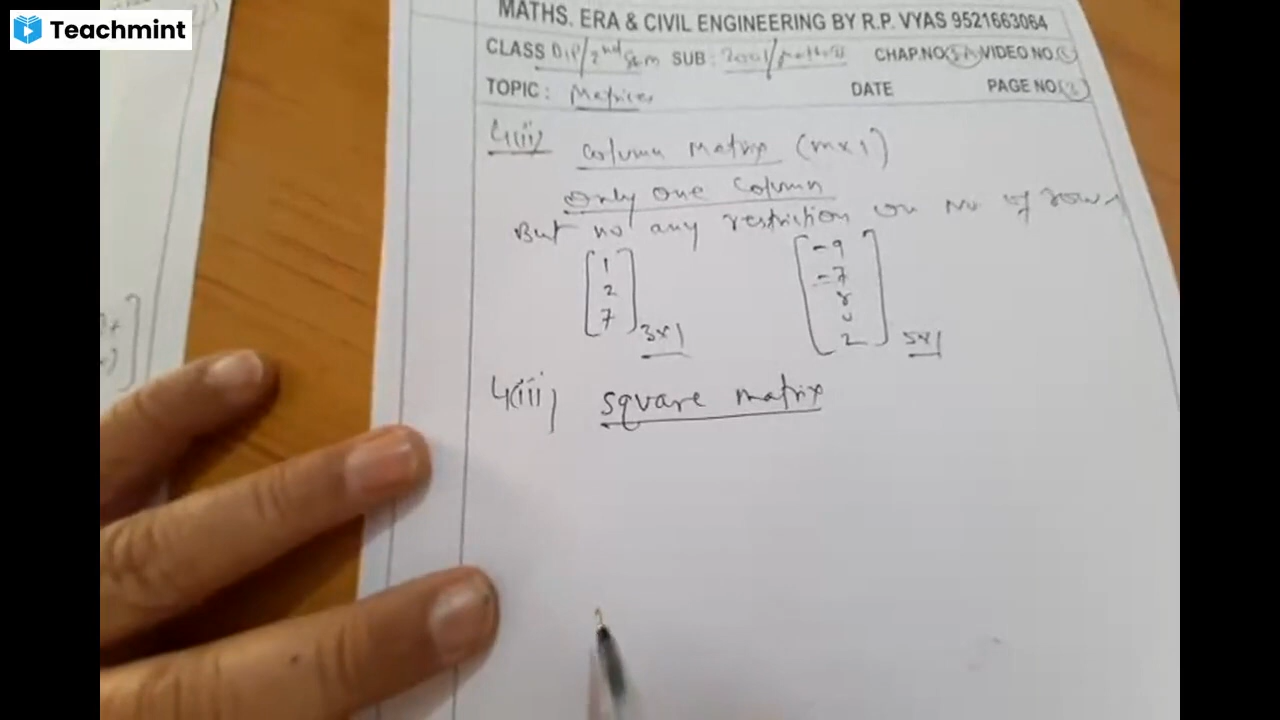 Teachmint
MATHS. ERA & CIVIL ENGINEERING BY R.P. VYAS 9521663064
CLASS Dip/2nd Sem SUB : 2001/ CHAP.NO VIDEO NO.
TOPIC : Matrices DATE PAGE NO.
4(ii) Column Matrix (m×1)
Only one Column
But no any restriction on No of rows
1
2
7
3×1
-9
-7
8
0
2
5×1
4(iii) square matrix